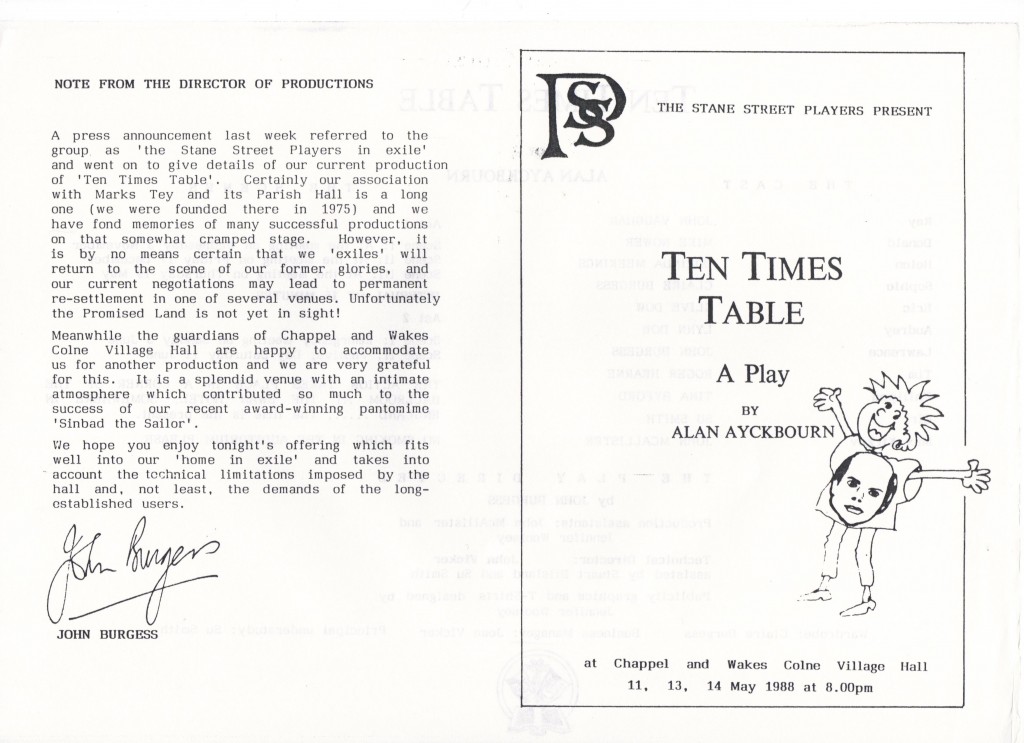 NOTE FROM THE DIRECTOR OF PRODUCTIONS
A press announcement last week referred to the
group as 'the Stane Street Players in exile'
and went on to give details of our current production
of 'Ten Times Table'. Certainly our association
with Marks Tey and its Parish Hall is a long
one (we were founded there in 1975) and we
have fond memories of many successful productions
on that somewhat cramped stage. However, it
is by no means certain that we 'exiles' will
return to the scene of our former glories, and
our current negotiations may lead to permanent
re-settlement in one of several venues. Unfortunately
the Promised Land is not yet in sight!
Meanwhile the guardians of Chappel and Wakes
Colne Village Hall are happy to accommodate
us for another production and we are very grateful
for this. It is a splendid venue with an intimate
atmosphere which contributed so much to the
success of our recent award-winning pantomime
'Sinbad the Sailor'.
We hope you enjoy tonight's offering which fits
well into our 'home in exile' and takes into
account the technical limitations imposed by the
hall and, not least, the demands of the long-
established users.
John Burgess
JOHN BURGESS
PSS
THE STANE STREET PLAYERS PRESENT
TEN TIMES
TABLE
A Play
BY
ALAN AYCKBOURN
at Chappel and Wakes Colne Village Hall
11, 13, 14 May 1988 at 8.00pm